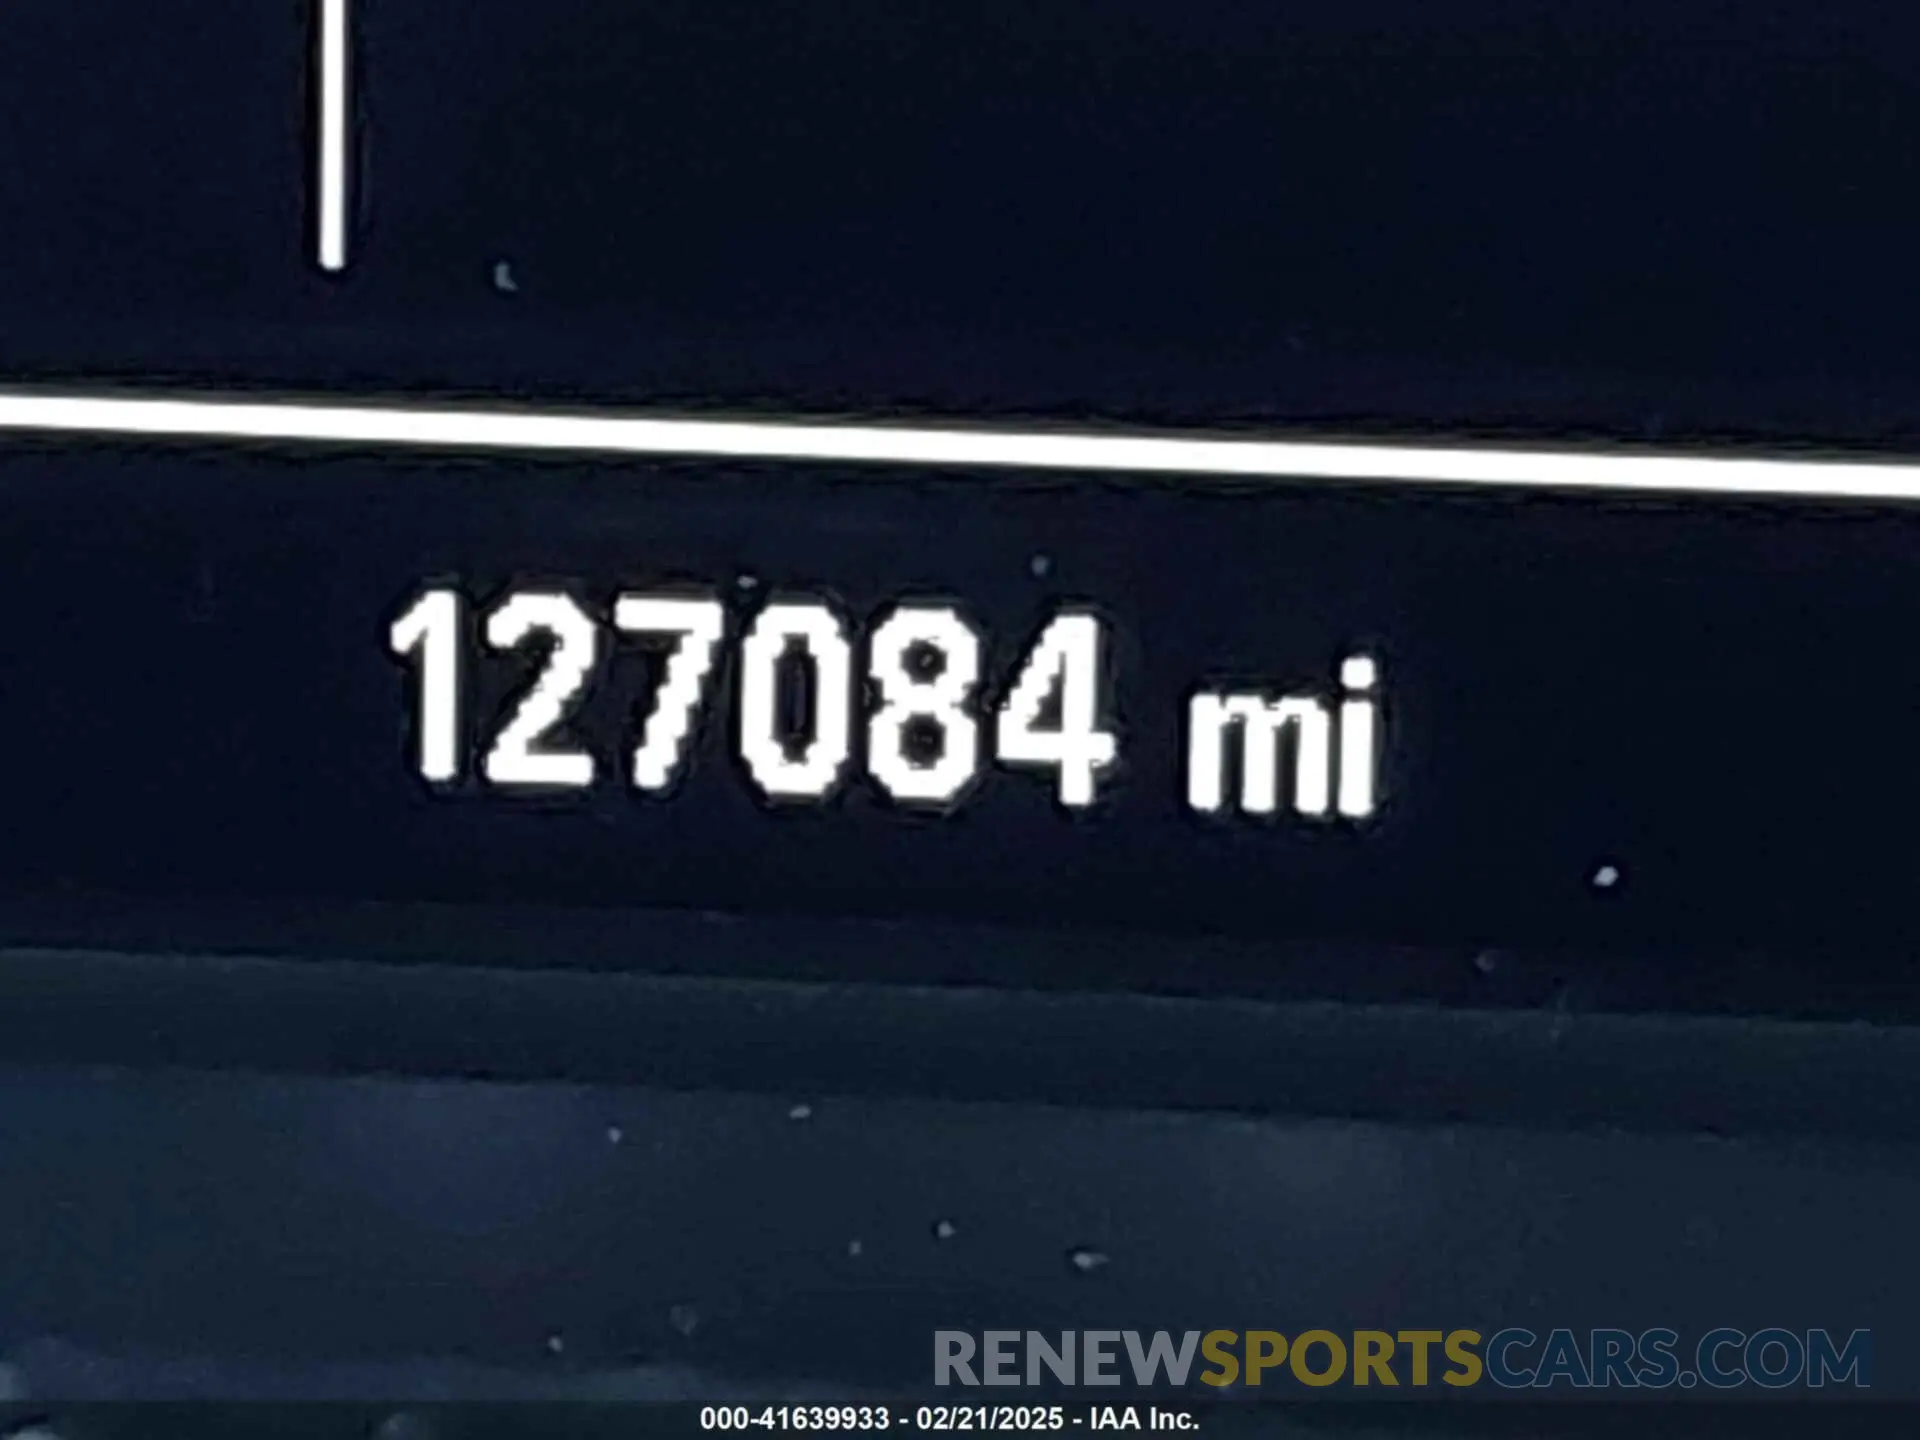 127084 mi
RENEWSPORTSCARS.COM
000-41639933 - 02/21/2025 - IAA Inc.